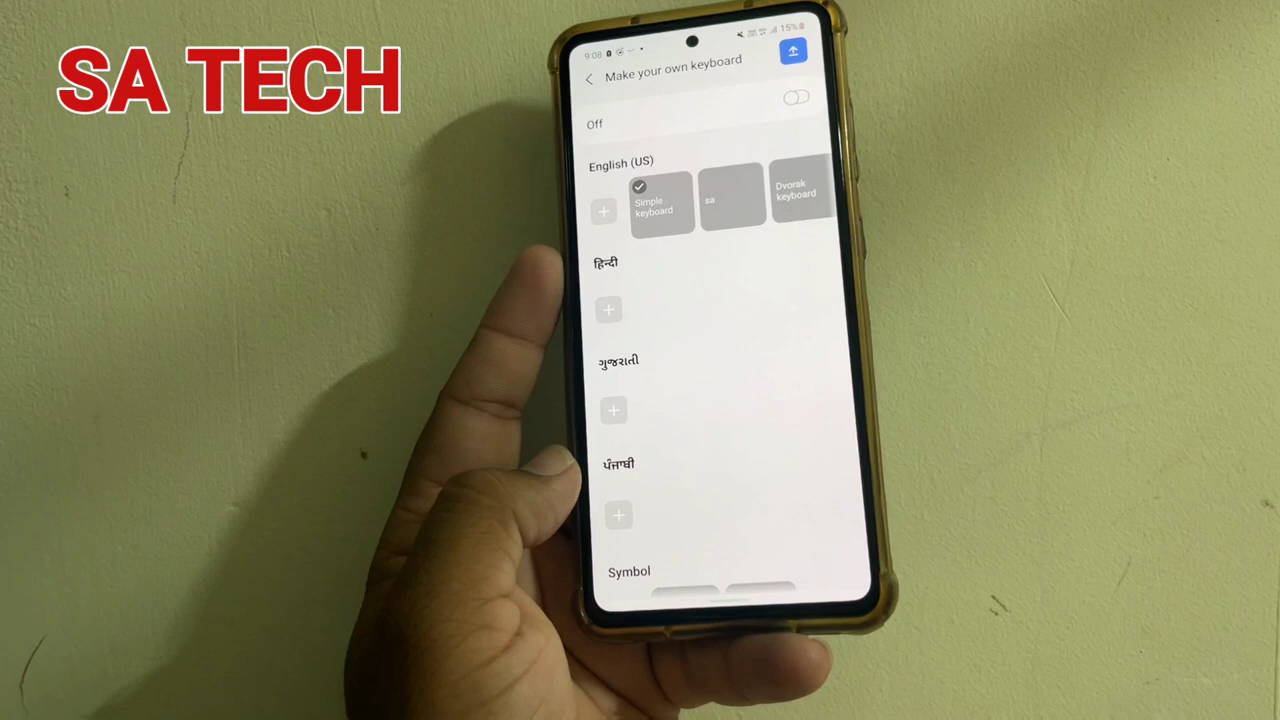 SA TECH
9:08
15%
Make your own keyboard
Off
English (US)
Simple
keyboard
sa
Dvorak
keyboard
हिन्दी
ગુજરાતી
ਪੰਜਾਬੀ
Symbol